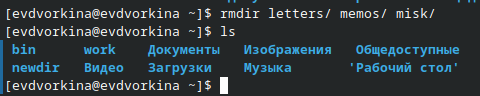 [evdvorkina@evdvorkina ~]$ rmdir letters/ memos/ misk/
[evdvorkina@evdvorkina ~]$ ls
bin work Документы Изображения Общедоступные
newdir Видео Загрузки Музыка 'Рабочий стол'
[evdvorkina@evdvorkina ~]$